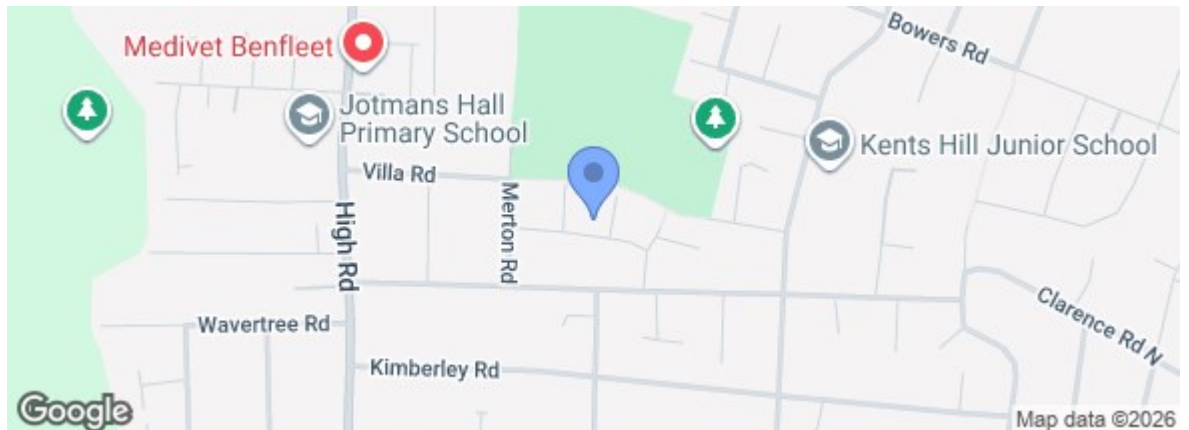 Bowers Rd
Medivet Benfleet
Jotmans Hall
Primary School
Kents Hill Junior School
Villa Rd
Merton Rd
High Rd
Clarence Rd N
Wavertree Rd
Kimberley Rd
Google
Map data ©2026